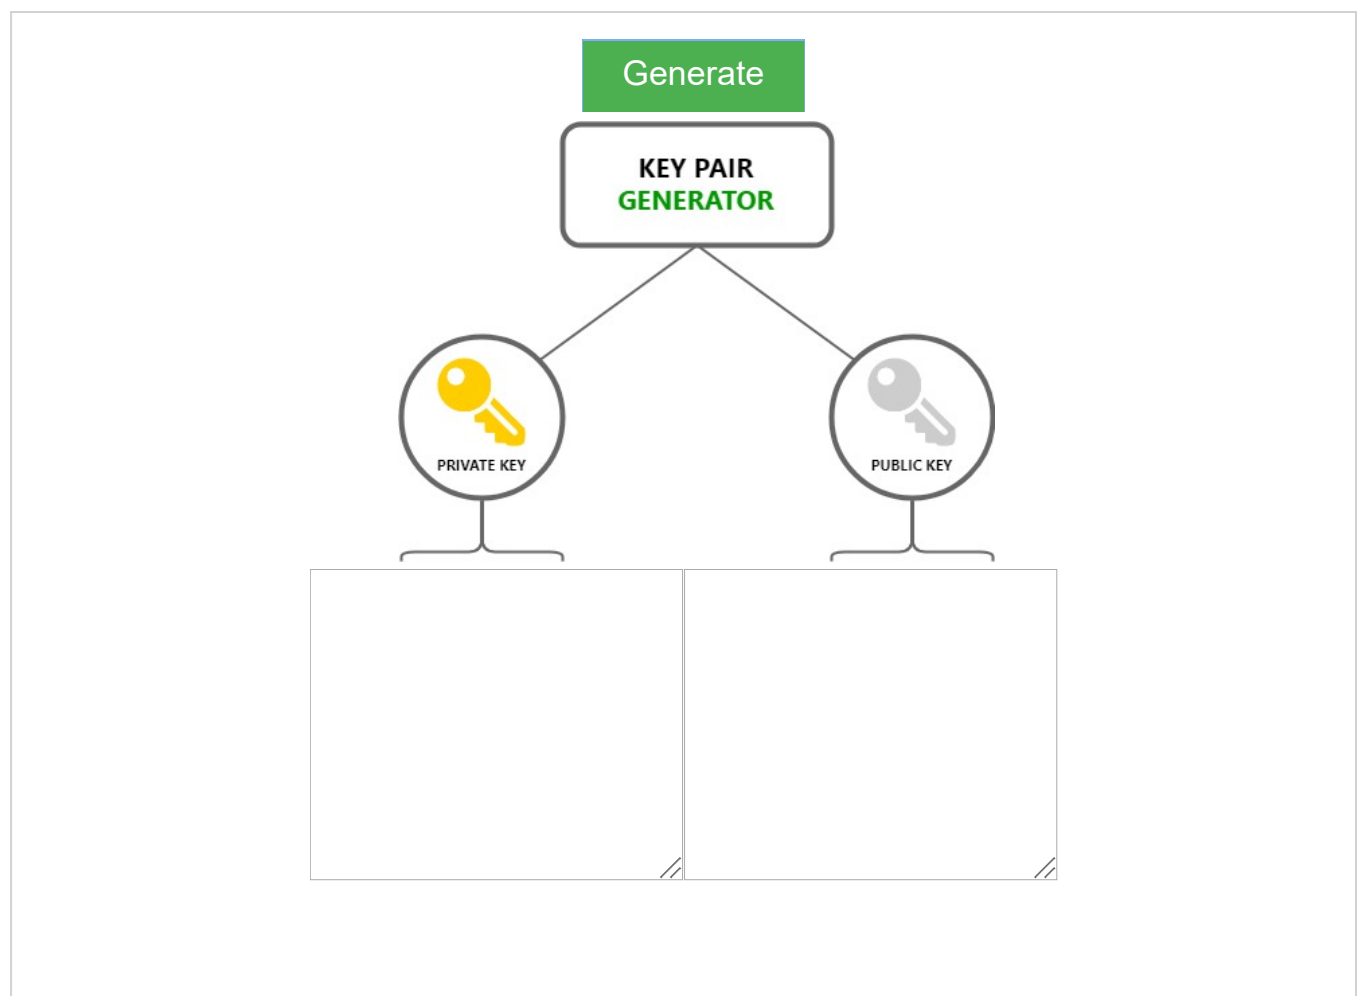 Generate
KEY PAIR
GENERATOR
PRIVATE KEY
PUBLIC KEY